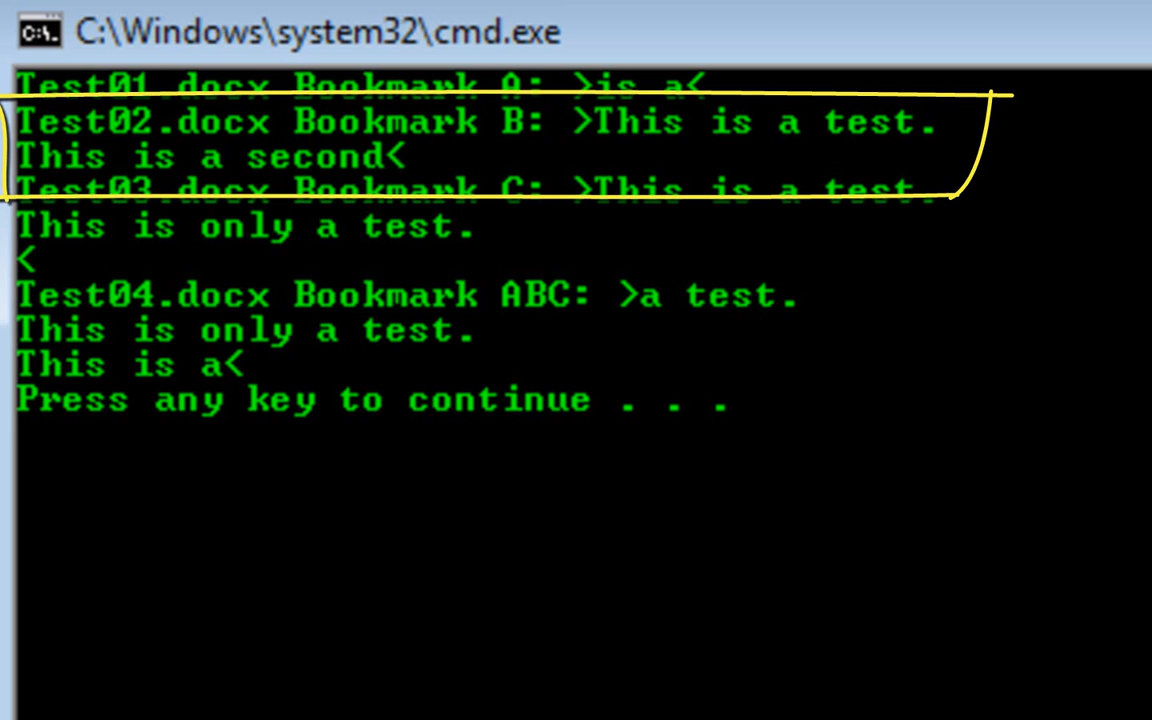 C:\Windows\system32\cmd.exe
Test01.docx Bookmark A: >is a<
Test02.docx Bookmark B: >This is a test.
This is a second<
Test03.docx Bookmark C: >This is a test.
This is only a test.
<
Test04.docx Bookmark ABC: >a test.
This is only a test.
This is a<
Press any key to continue . . .